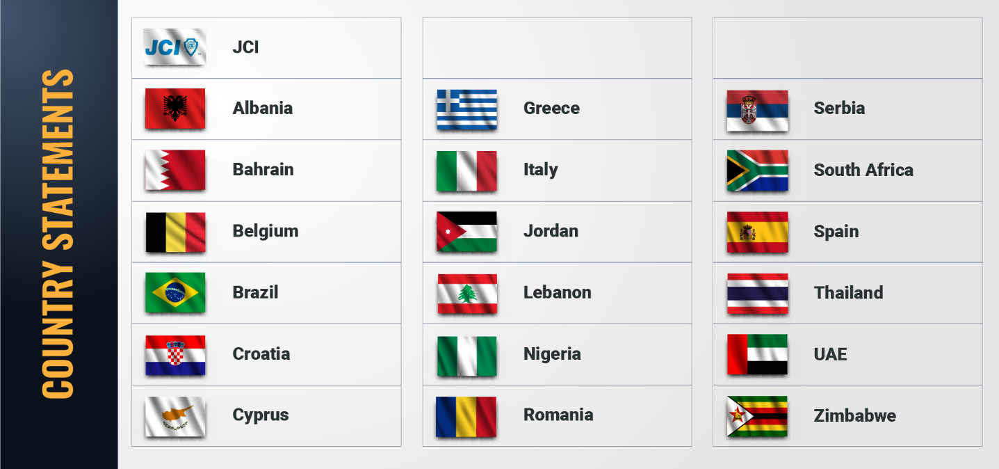 COUNTRY STATEMENTS
JCI JCI
Albania
Bahrain
Belgium
Brazil
Croatia
Cyprus
Greece
Italy
Jordan
Lebanon
Nigeria
Romania
Serbia
South Africa
Spain
Thailand
UAE
Zimbabwe